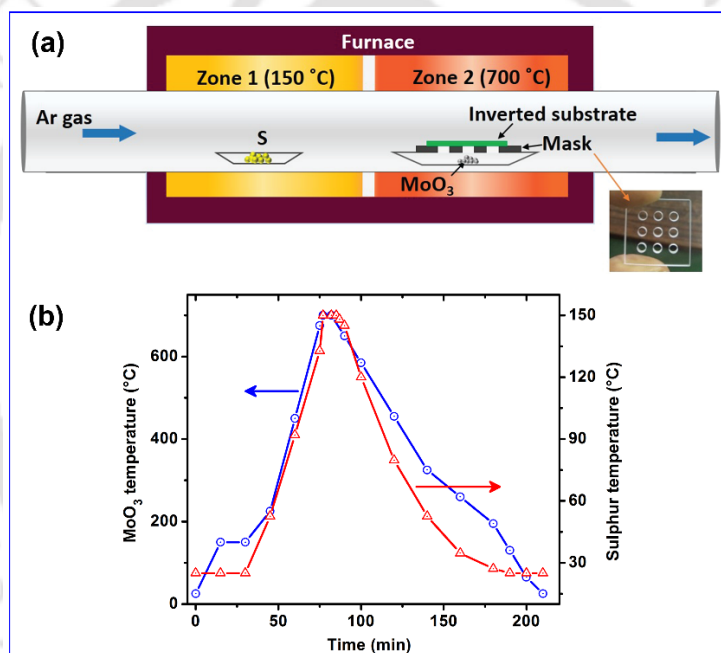 (a)
Furnace
Zone 1 (150 ˚C)
Zone 2 (700 ˚C)
Ar gas
S
Inverted substrate
Mask
MoO₃
(b)
MoO₃ temperature (°C)
600
400
200
0
Sulphur temperature (°C)
150
120
90
60
30
0 50 100 150 200
Time (min)